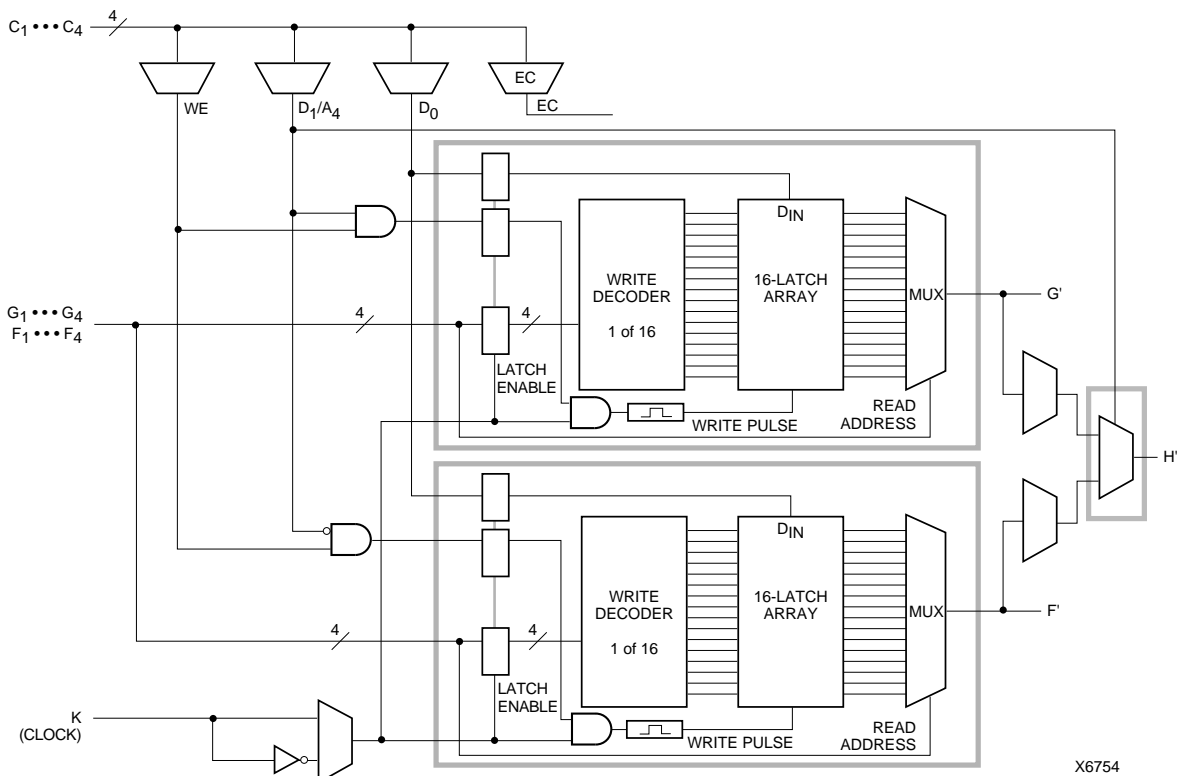 C1 ••• C4
4
EC
WE
D1/A4
D0
EC
DIN
WRITE
DECODER
1 of 16
16-LATCH
ARRAY
MUX
G'
G1 ••• G4
F1 ••• F4
4
4
LATCH
ENABLE
WRITE PULSE
READ
ADDRESS
H'
DIN
WRITE
DECODER
1 of 16
16-LATCH
ARRAY
MUX
F'
4
4
LATCH
ENABLE
K
(CLOCK)
WRITE PULSE
READ
ADDRESS
X6754